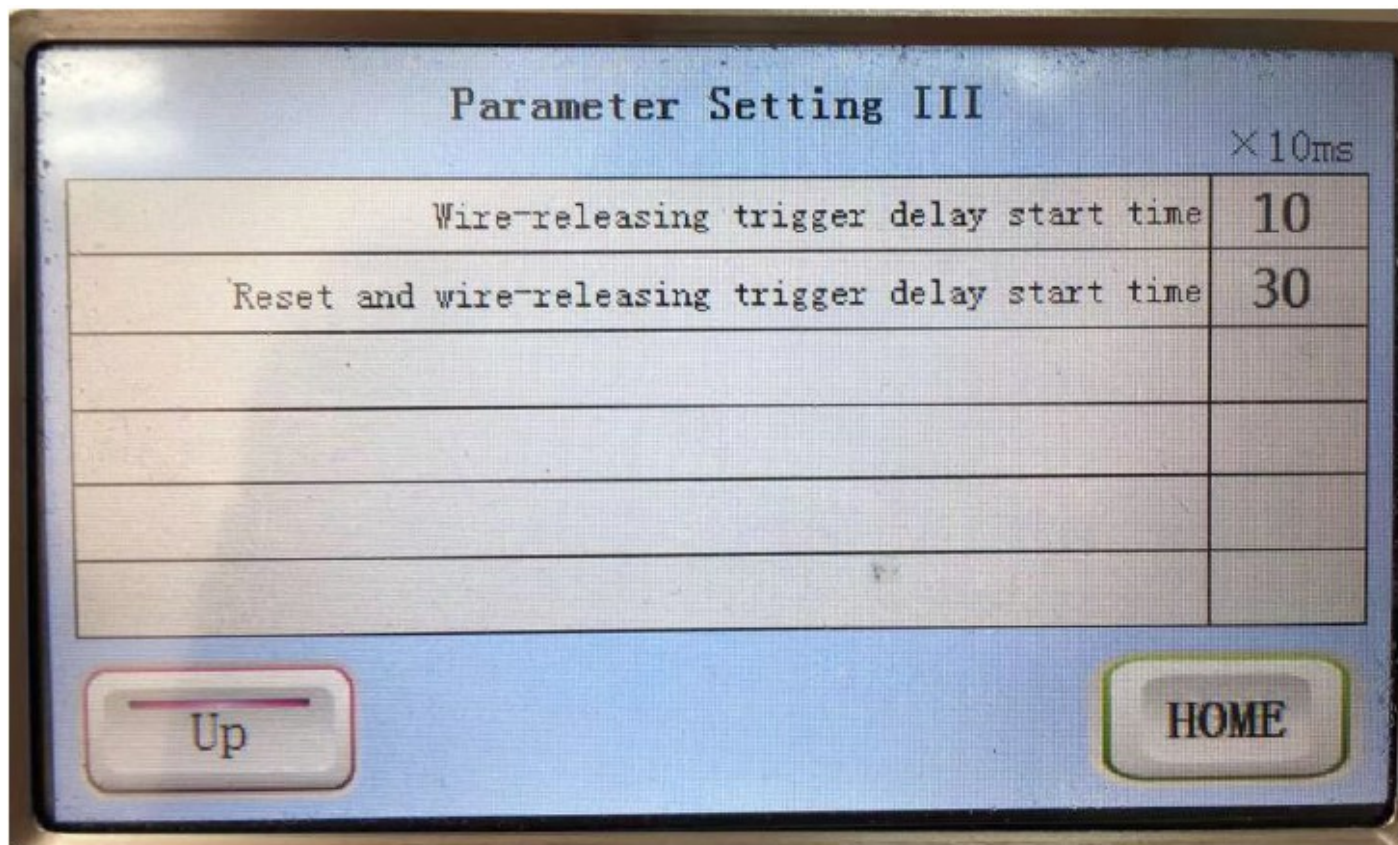 Parameter Setting III
×10ms
Wire-releasing trigger delay start time 10
Reset and wire-releasing trigger delay start time 30
Up
HOME